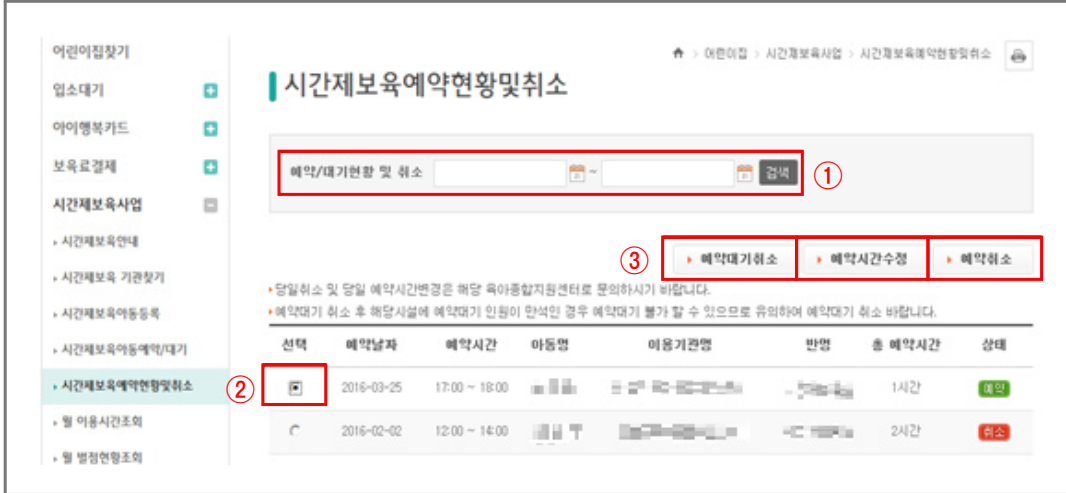 어린이집찾기
입소대기
아이행복카드
보육료결제
시간제보육사업
› 시간제보육안내
› 시간제보육 기관찾기
› 시간제보육아동등록
› 시간제보육아동예약/대기
› 시간제보육예약현황및취소
› 월 이용시간조회
› 월 벌점현황조회
> 어린이집 > 시간제보육사업 > 시간제보육예약현황및취소
시간제보육예약현황및취소
예약/대기현황 및 취소 ~ 검색 ①
③ 예약대기취소 예약시간수정 예약취소
당일취소 및 당일 예약시간변경은 해당 육아종합지원센터로 문의하시기 바랍니다.
예약대기 취소 후 해당시설에 예약대기 인원이 만석인 경우 예약대기 불가 할 수 있으므로 유의하여 예약대기 취소 바랍니다.
선택 예약날자 예약시간 아동명 이용기관명 반명 총 예약시간 상태
② 2016-03-25 17:00 ~ 18:00 1시간 예약
2016-02-02 12:00 ~ 14:00 2시간 취소